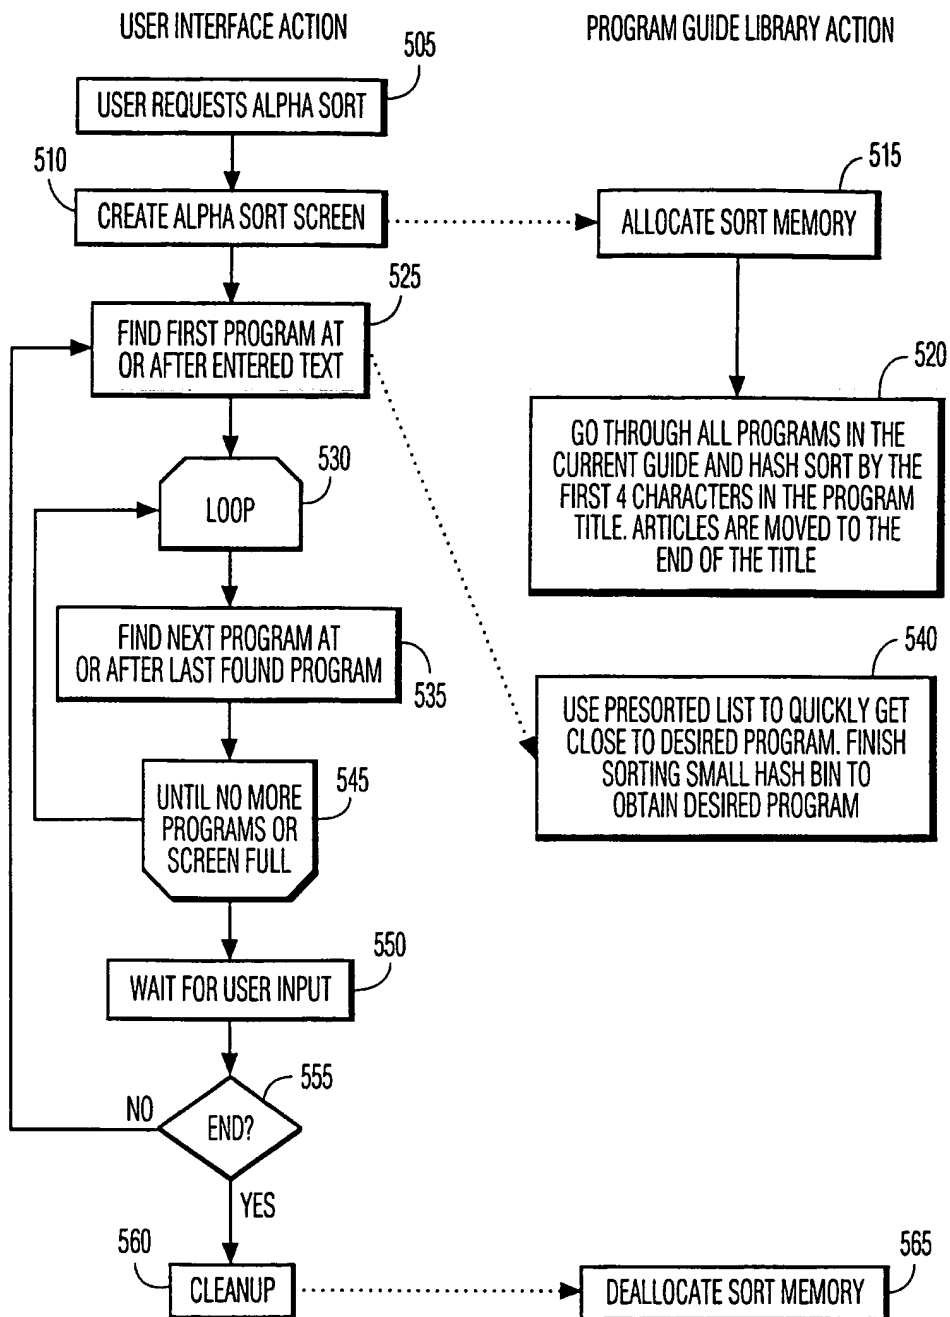 USER INTERFACE ACTION
PROGRAM GUIDE LIBRARY ACTION
505
USER REQUESTS ALPHA SORT
510
CREATE ALPHA SORT SCREEN
515
ALLOCATE SORT MEMORY
525
FIND FIRST PROGRAM AT
OR AFTER ENTERED TEXT
520
GO THROUGH ALL PROGRAMS IN THE
CURRENT GUIDE AND HASH SORT BY THE
FIRST 4 CHARACTERS IN THE PROGRAM
TITLE. ARTICLES ARE MOVED TO THE
END OF THE TITLE
530
LOOP
FIND NEXT PROGRAM AT
OR AFTER LAST FOUND PROGRAM
535
540
USE PRESORTED LIST TO QUICKLY GET
CLOSE TO DESIRED PROGRAM. FINISH
SORTING SMALL HASH BIN TO
OBTAIN DESIRED PROGRAM
545
UNTIL NO MORE
PROGRAMS OR
SCREEN FULL
550
WAIT FOR USER INPUT
555
END?
NO
YES
560
CLEANUP
565
DEALLOCATE SORT MEMORY